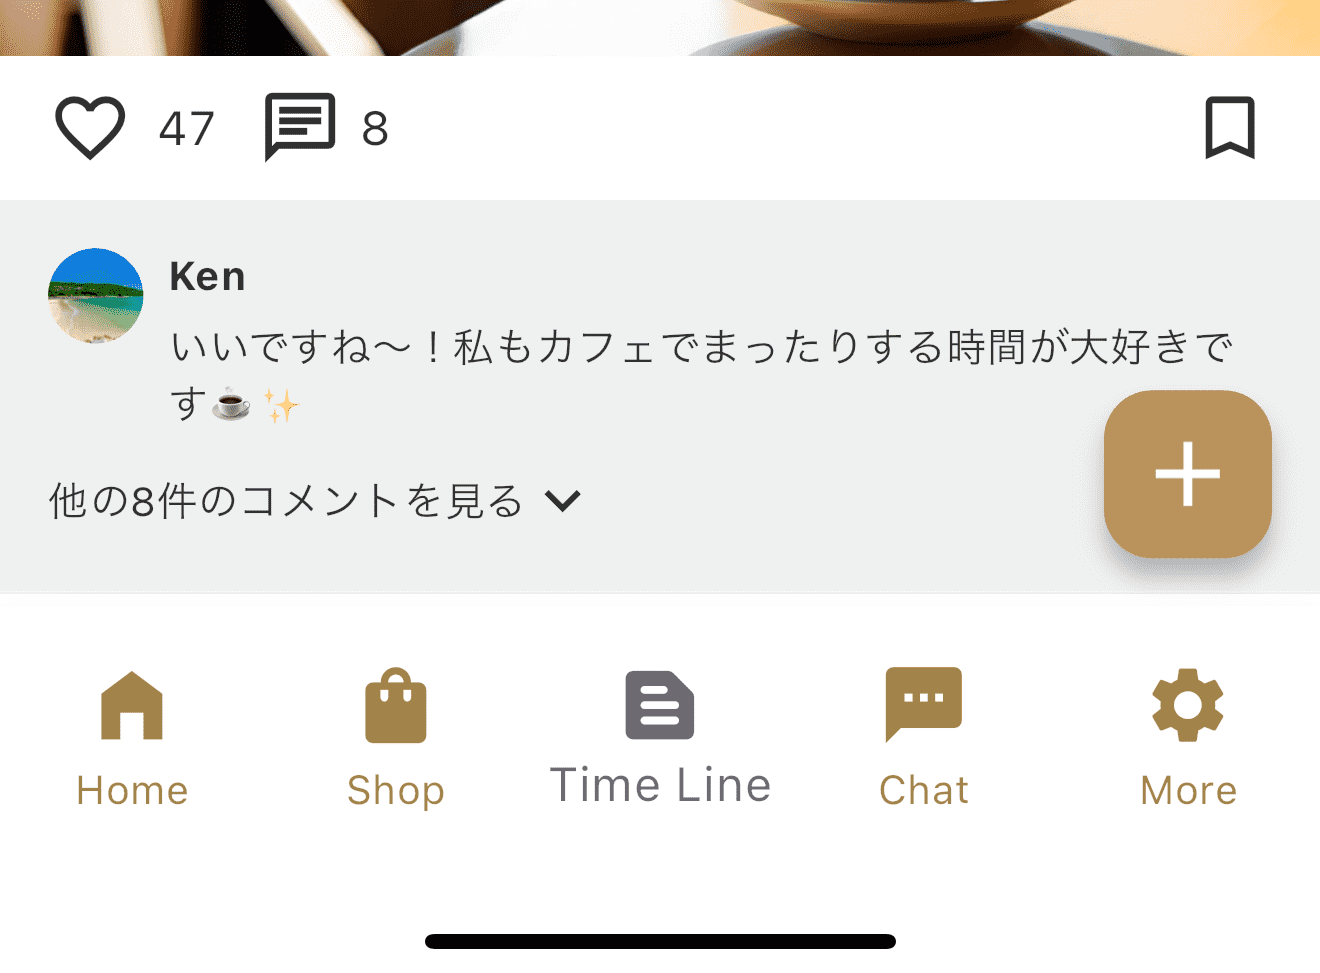 47 8
Ken
いいですね〜！私もカフェでまったりする時間が大好きで
す☕✨
他の8件のコメントを見る
Home Shop Time Line Chat More